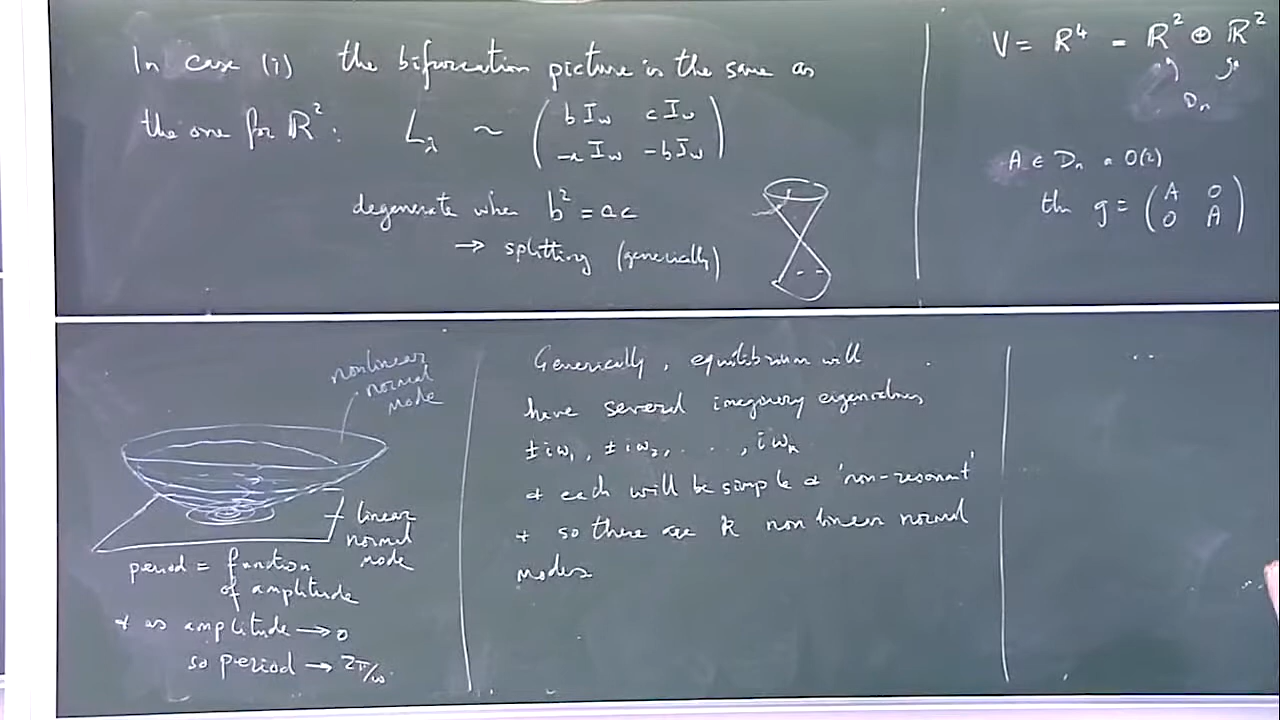 In case (i) the bifurcation picture is the same as
the one for ℝ²: L_λ ~ ( b I_w  c I_w
-a I_w  -b I_w )
degenerate when b² = ac
→ splitting (generically)
V = ℝ⁴ = ℝ² ⊕ ℝ²
D_n
A ∈ D_n O(2)
g = ( A 0
0 A )
nonlinear
normal
mode
linear
normal
mode
period = function
of amplitude
+ as amplitude → 0
so period → 2π/ω
Generically, equilibrium will
have several imaginary eigenvalues
±iω₁, ±iω₂, . . . , iω_k
+ each will be simple + 'non-resonant'
+ so there are k nonlinear normal
modes